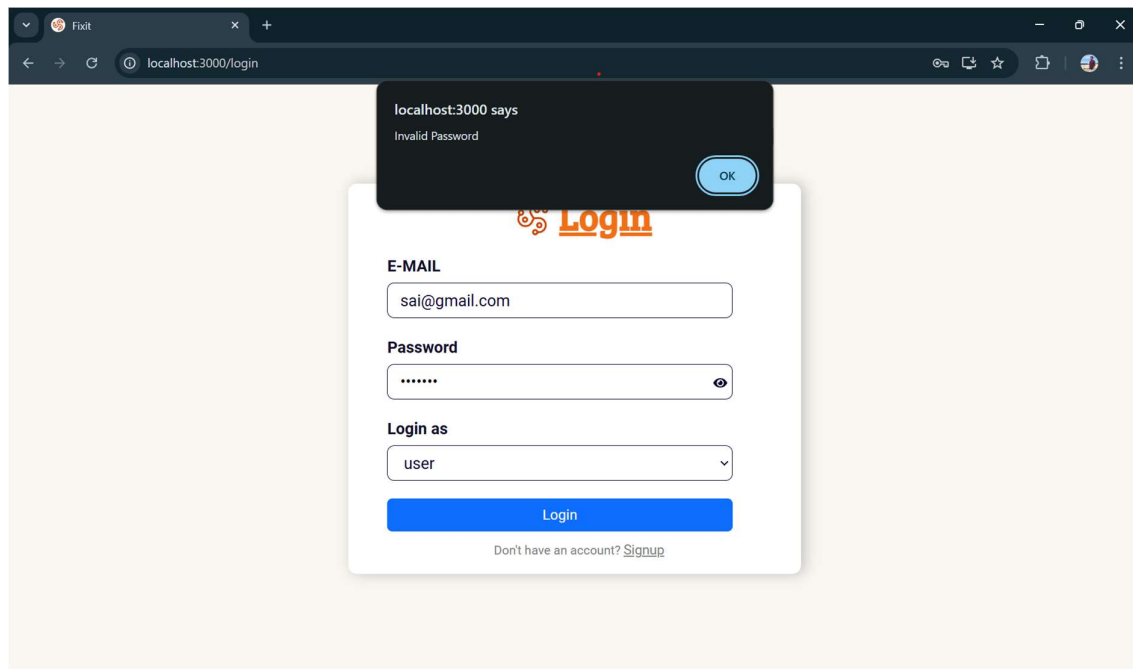 Fixit
localhost:3000/login
localhost:3000 says
Invalid Password
OK
Login
E-MAIL
sai@gmail.com
Password
•••••••
Login as
user
Login
Don't have an account? Signup